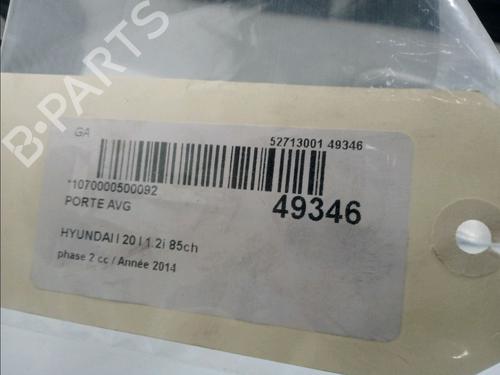 B-PARTS
GA
52713001 49346
*1070000500092
PORTE AVG
49346
HYUNDAI I 20 I 1.2i 85ch
phase 2 cc / Année 2014